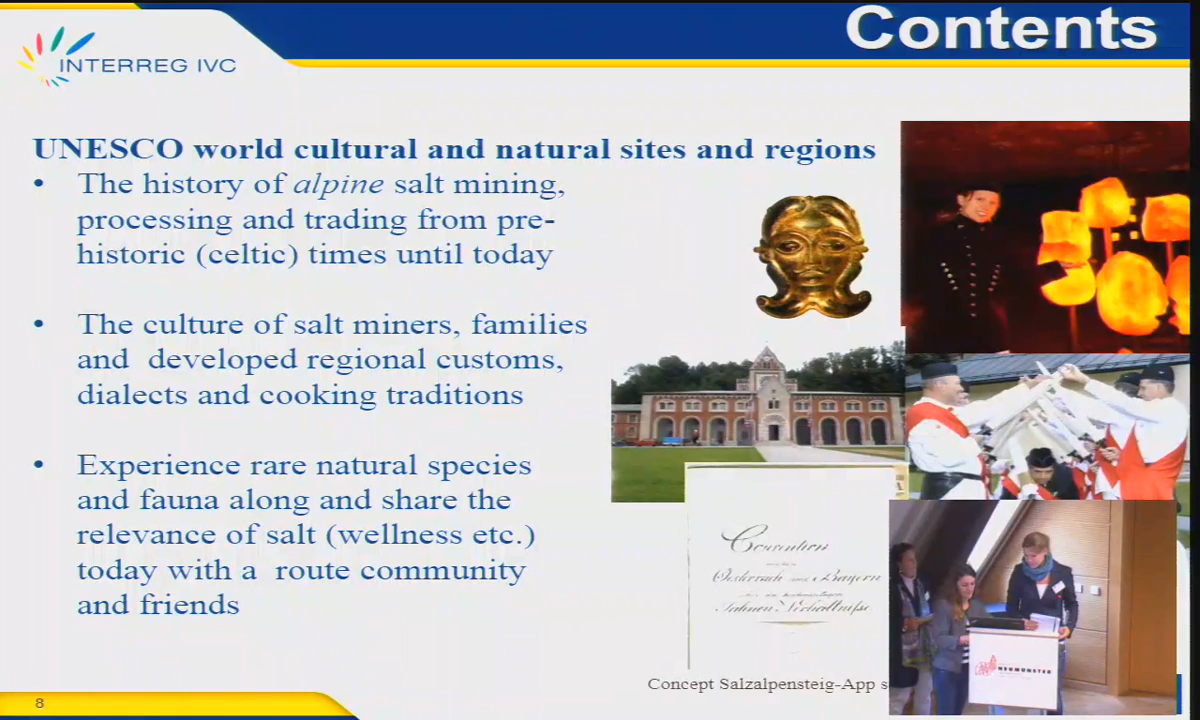 Contents
INTERREG IVC
UNESCO world cultural and natural sites and regions
• The history of alpine salt mining,
processing and trading from pre-
historic (celtic) times until today
• The culture of salt miners, families
and developed regional customs,
dialects and cooking traditions
• Experience rare natural species
and fauna along and share the
relevance of salt (wellness etc.)
today with a route community
and friends
Convention
Oesterreich und Bayern
Salinen Verhältniße
NEUMÜNSTER
Concept Salzalpensteig-App s
8